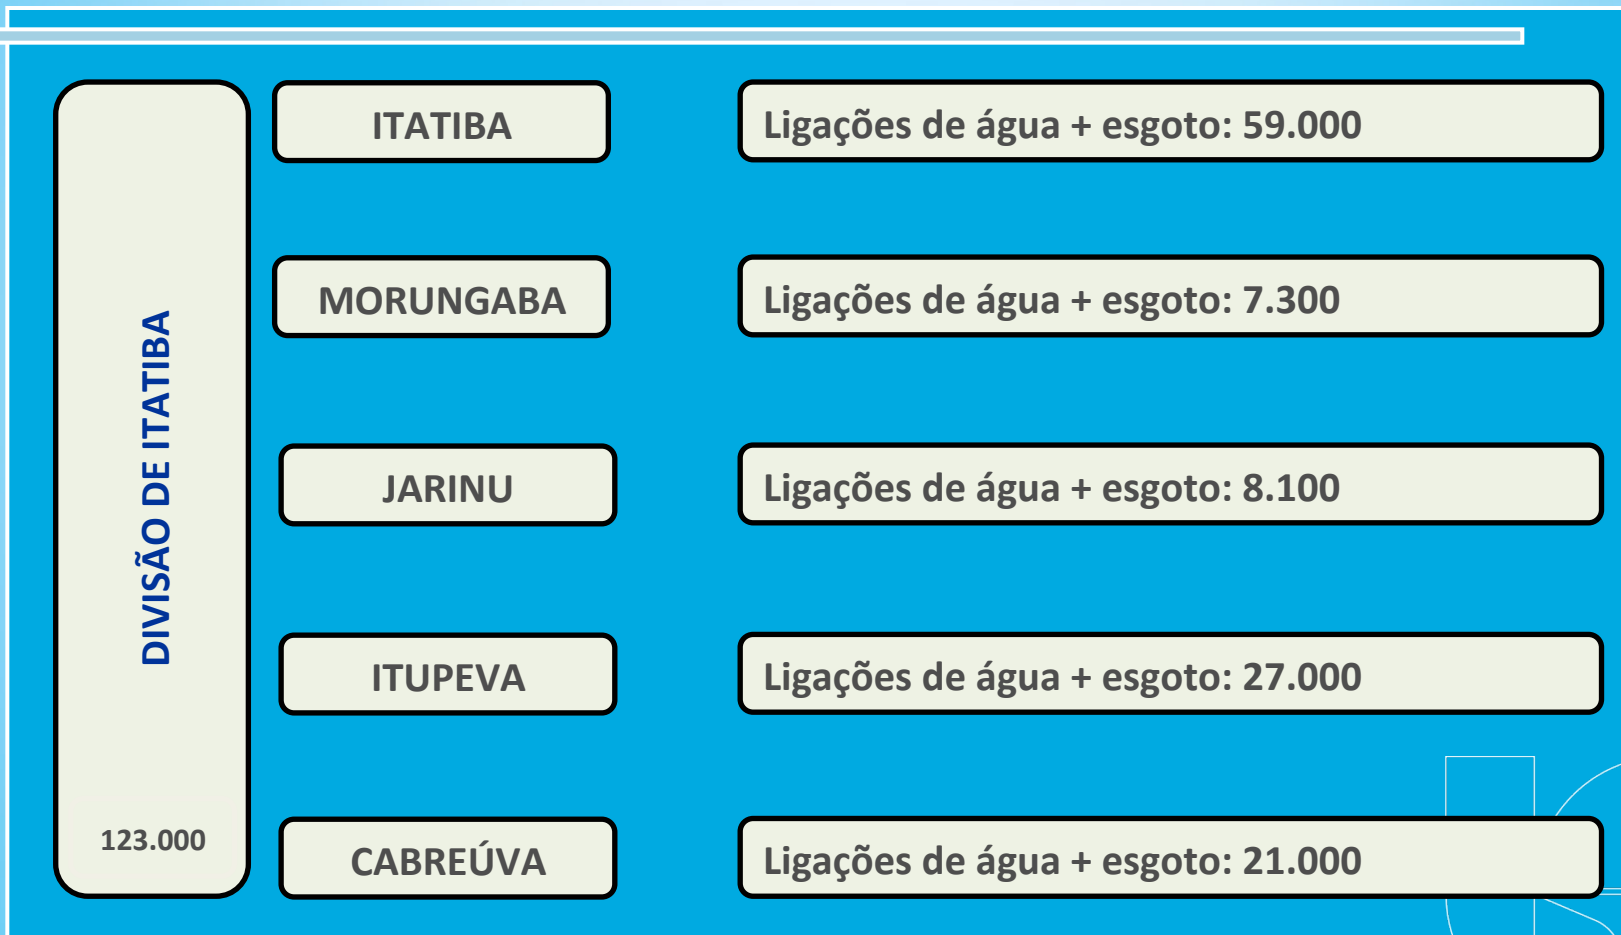 DIVISÃO DE ITATIBA
123.000
ITATIBA
Ligações de água + esgoto: 59.000
MORUNGABA
Ligações de água + esgoto: 7.300
JARINU
Ligações de água + esgoto: 8.100
ITUPEVA
Ligações de água + esgoto: 27.000
CABREÚVA
Ligações de água + esgoto: 21.000